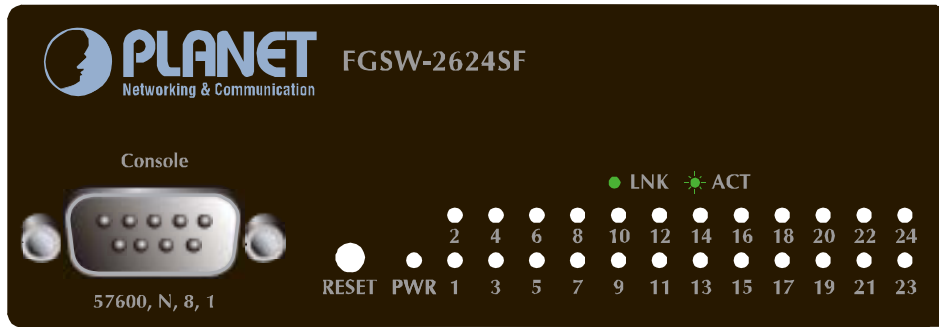 PLANET
Networking & Communication
FGSW-2624SF
Console
LNK ACT
2 4 6 8 10 12 14 16 18 20 22 24
RESET PWR 1 3 5 7 9 11 13 15 17 19 21 23
57600, N, 8, 1